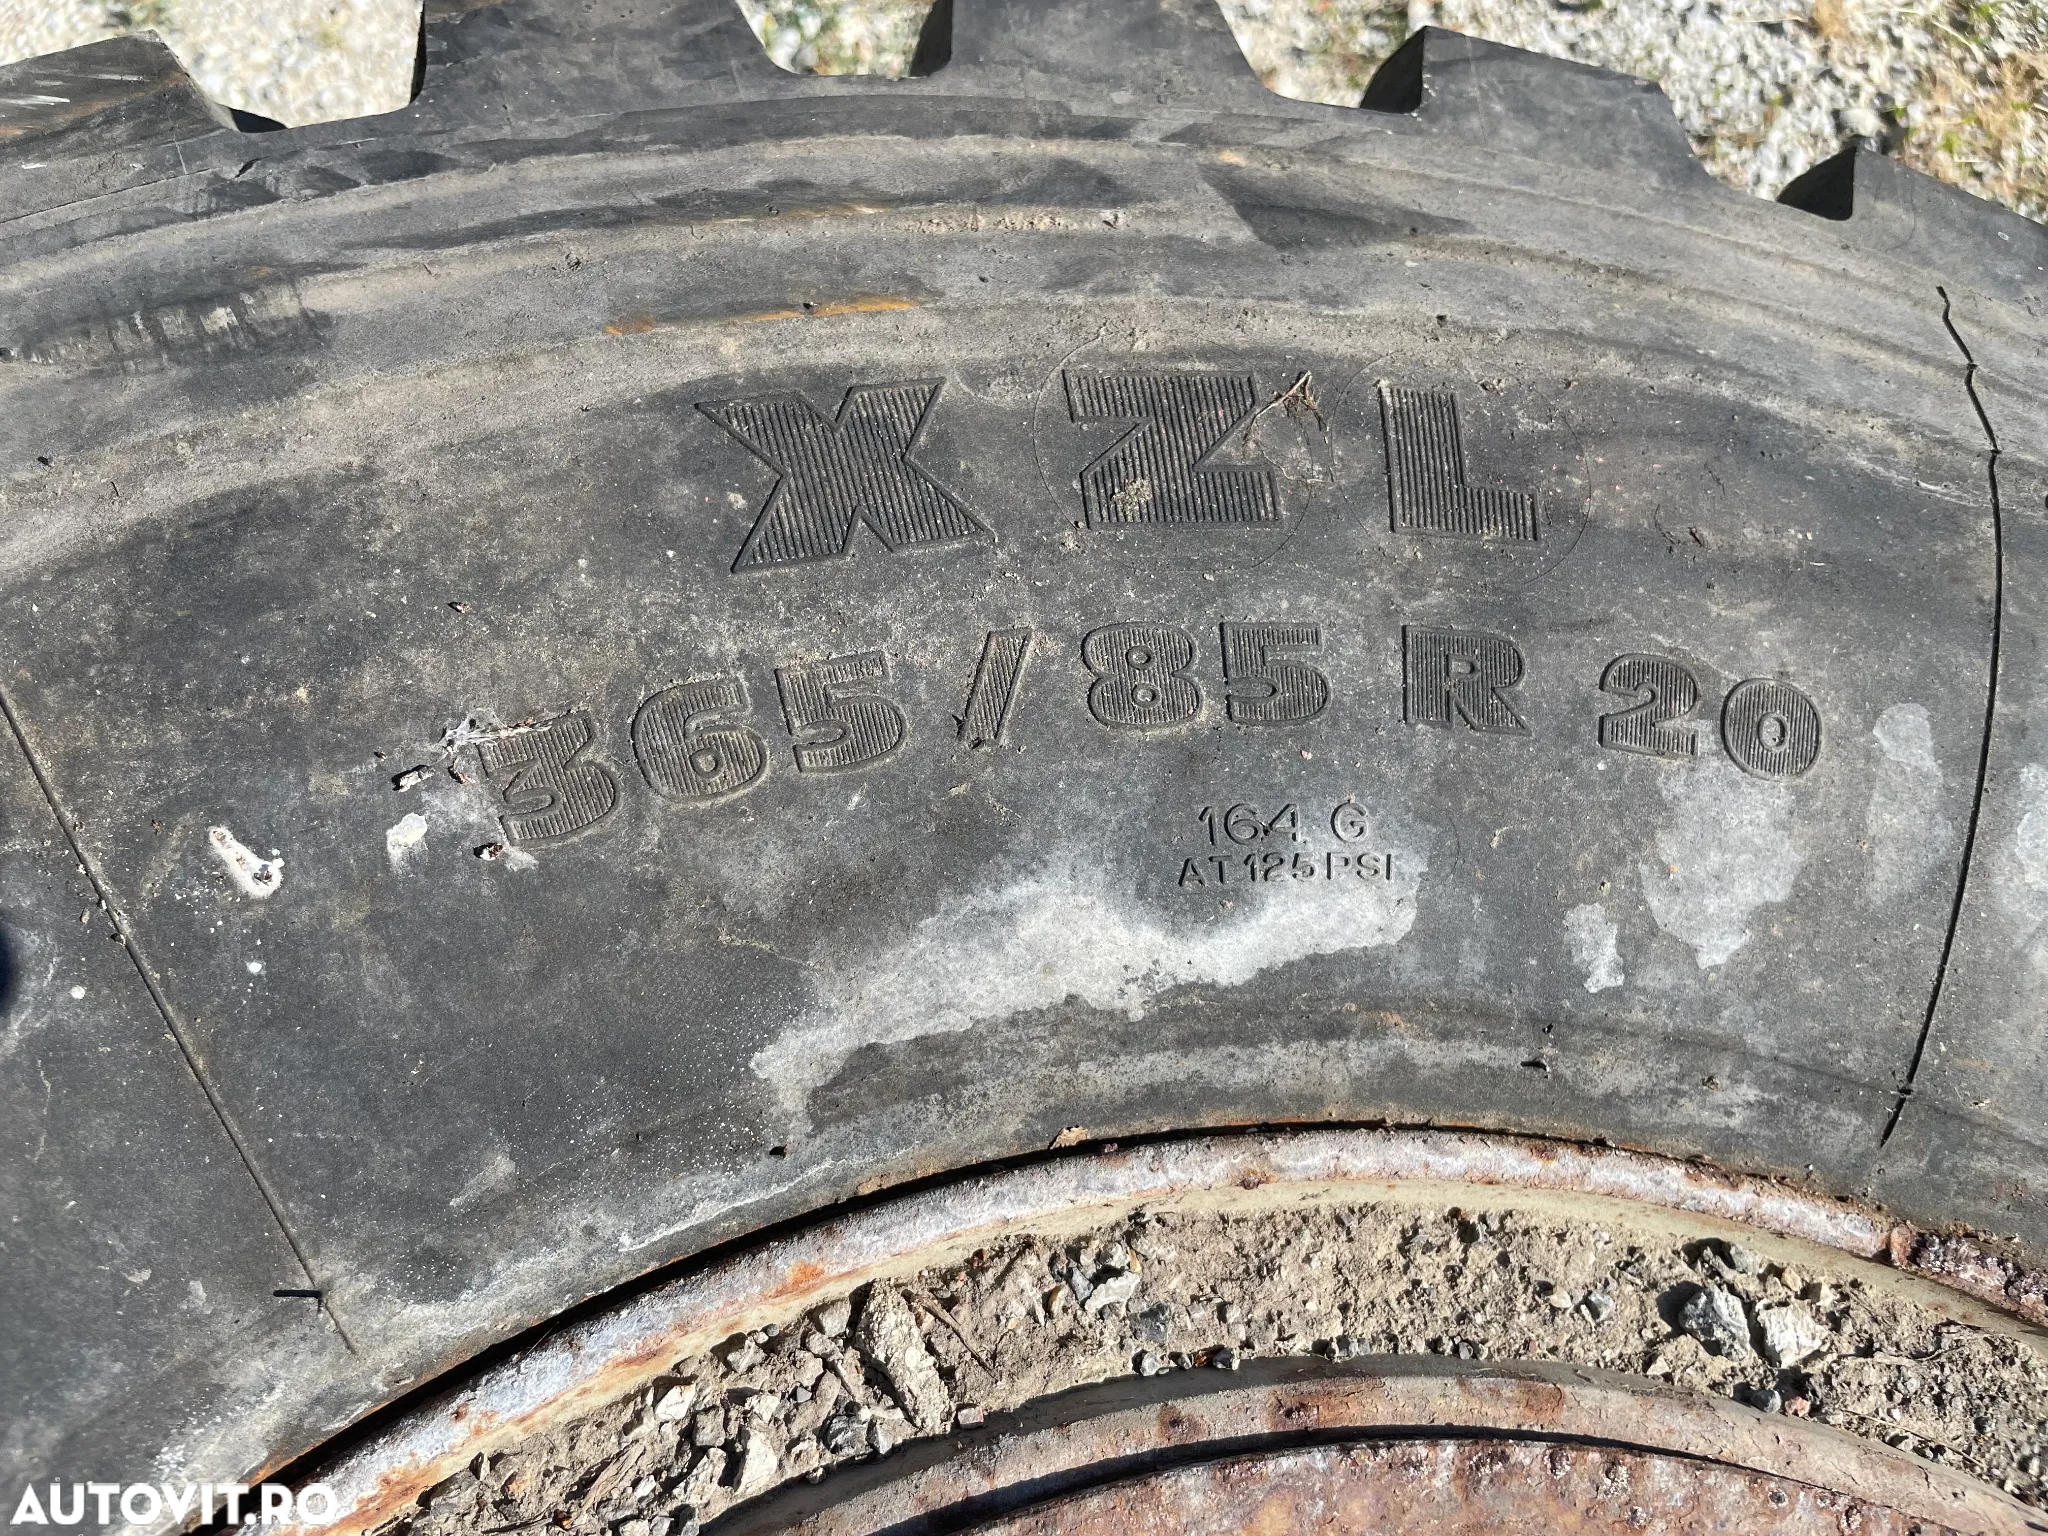 XZL
365/85 R 20
164 G
AT 125 PSI
AUTOVIT.RO